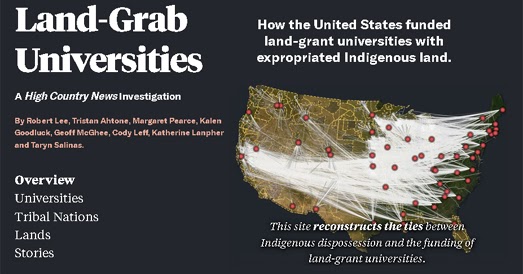 Land-Grab
Universities
A High Country News Investigation
By Robert Lee, Tristan Ahtone, Margaret Pearce, Kalen
Goodluck, Geoff McGhee, Cody Leff, Katherine Lanpher
and Taryn Salinas.
Overview
Universities
Tribal Nations
Lands
Stories
How the United States funded
land-grant universities with
expropriated Indigenous land.
This site reconstructs the ties between
Indigenous dispossession and the funding of
land-grant universities.